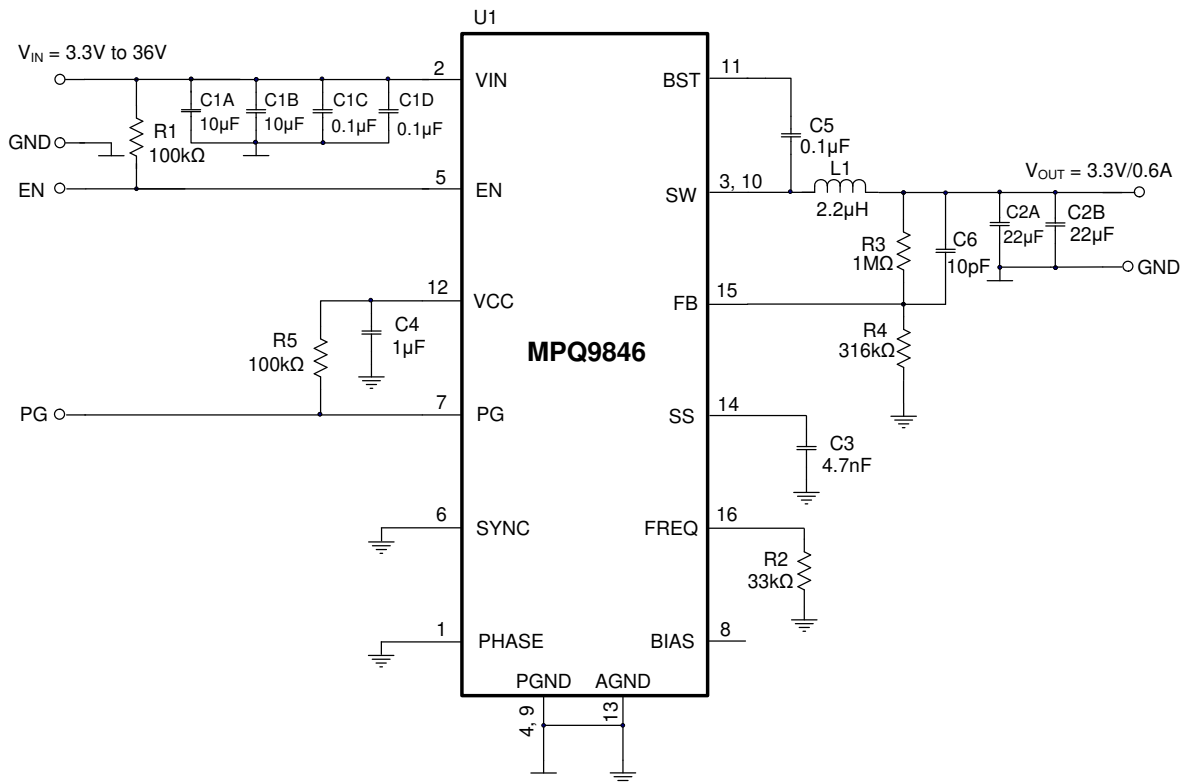 U1
V_IN = 3.3V to 36V
2
VIN
BST
11
C1A
10µF
C1B
10µF
C1C
0.1µF
C1D
0.1µF
R1
100kΩ
GND
C5
0.1µF
EN
5
EN
SW
3, 10
L1
2.2µH
V_OUT = 3.3V/0.6A
R3
1MΩ
C6
10pF
C2A
22µF
C2B
22µF
GND
12
VCC
FB
15
R5
100kΩ
C4
1µF
MPQ9846
R4
316kΩ
PG
7
PG
SS
14
C3
4.7nF
6
SYNC
FREQ
16
R2
33kΩ
1
PHASE
BIAS
8
PGND
AGND
4, 9
13